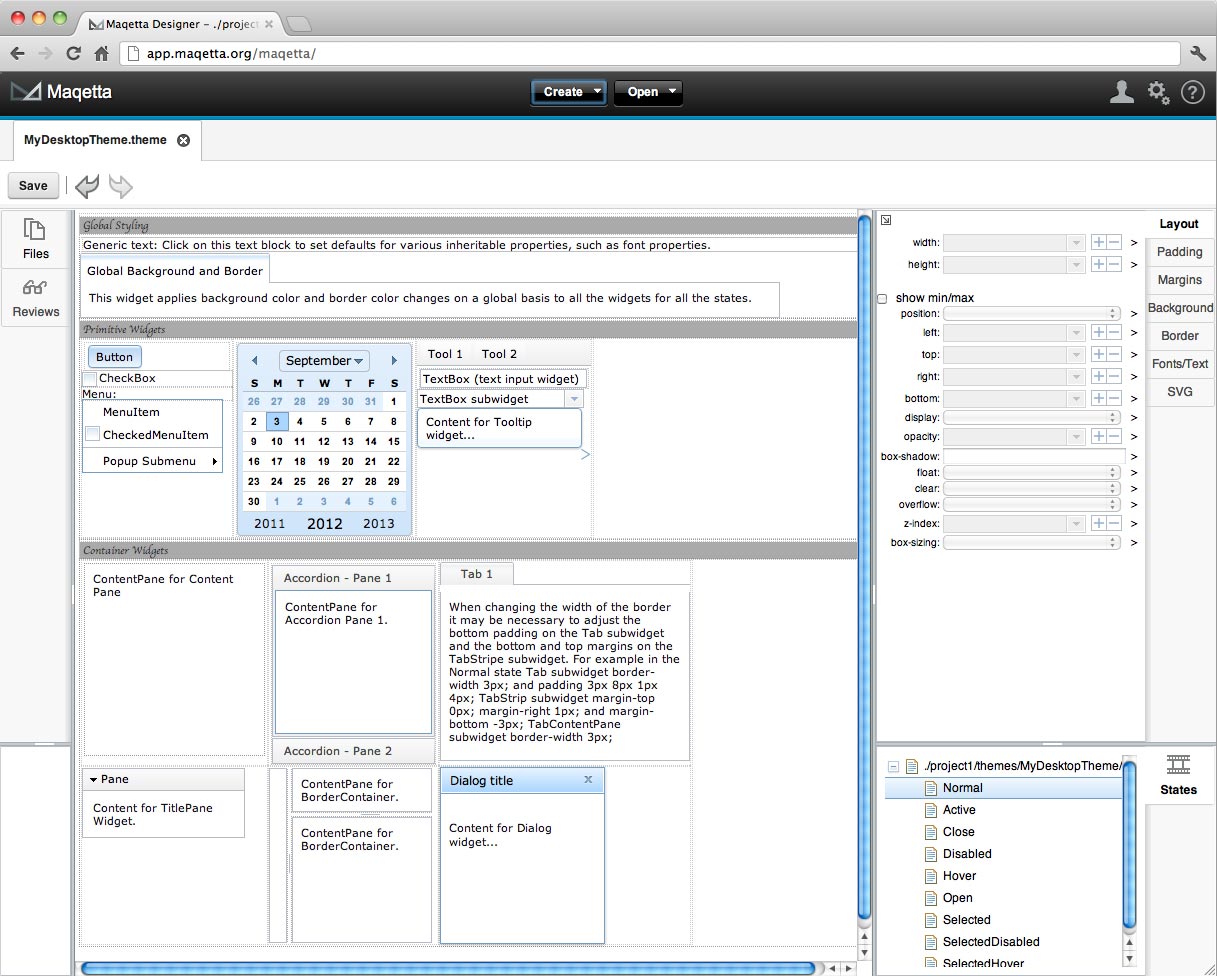 Maqetta Designer – ./project
app.maqetta.org/maqetta/
Maqetta
Create
Open
MyDesktopTheme.theme
Save
Files
Reviews
Global Styling
Generic text: Click on this text block to set defaults for various inheritable properties, such as font properties.
Global Background and Border
This widget applies background color and border color changes on a global basis to all the widgets for all the states.
Primitive Widgets
Button
CheckBox
Menu:
MenuItem
CheckedMenuItem
Popup Submenu
September
S M T W T F S
26 27 28 29 30 31 1
2 3 4 5 6 7 8
9 10 11 12 13 14 15
16 17 18 19 20 21 22
23 24 25 26 27 28 29
30 1 2 3 4 5 6
2011 2012 2013
Tool 1 Tool 2
TextBox (text input widget)
TextBox subwidget
Content for Tooltip
widget...
Container Widgets
ContentPane for Content
Pane
Accordion - Pane 1
ContentPane for
Accordion Pane 1.
Accordion - Pane 2
Tab 1
When changing the width of the border
it may be necessary to adjust the
bottom padding on the Tab subwidget
and the bottom and top margins on the
TabStripe subwidget. For example in the
Normal state Tab subwidget border-
width 3px; and padding 3px 8px 1px
4px; TabStrip subwidget margin-top
0px; margin-right 1px; and margin-
bottom -3px; TabContentPane
subwidget border-width 3px;
Pane
Content for TitlePane
Widget.
ContentPane for
BorderContainer.
ContentPane for
BorderContainer.
Dialog title x
Content for Dialog
widget...
width: >
height: >
show min/max
position: >
left: >
top: >
right: >
bottom: >
display: >
opacity: >
box-shadow: >
float: >
clear: >
overflow: >
z-index: >
box-sizing: >
Layout
Padding
Margins
Background
Border
Fonts/Text
SVG
./project1/themes/MyDesktopTheme/
Normal
Active
Close
Disabled
Hover
Open
Selected
SelectedDisabled
SelectedHover
States